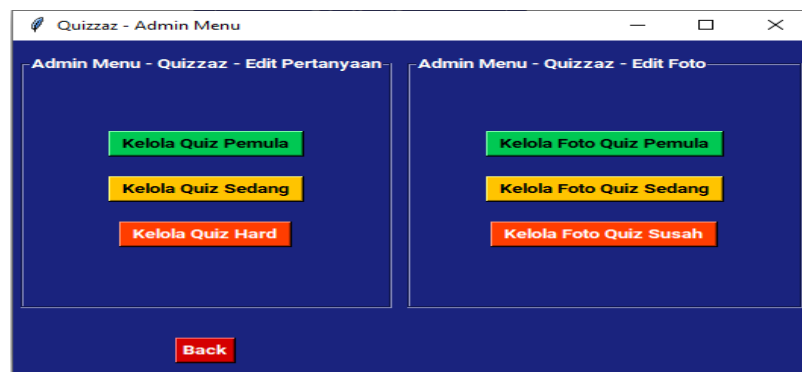 Quizzaz - Admin Menu
Admin Menu - Quizzaz - Edit Pertanyaan
Kelola Quiz Pemula
Kelola Quiz Sedang
Kelola Quiz Hard
Admin Menu - Quizzaz - Edit Foto
Kelola Foto Quiz Pemula
Kelola Foto Quiz Sedang
Kelola Foto Quiz Susah
Back